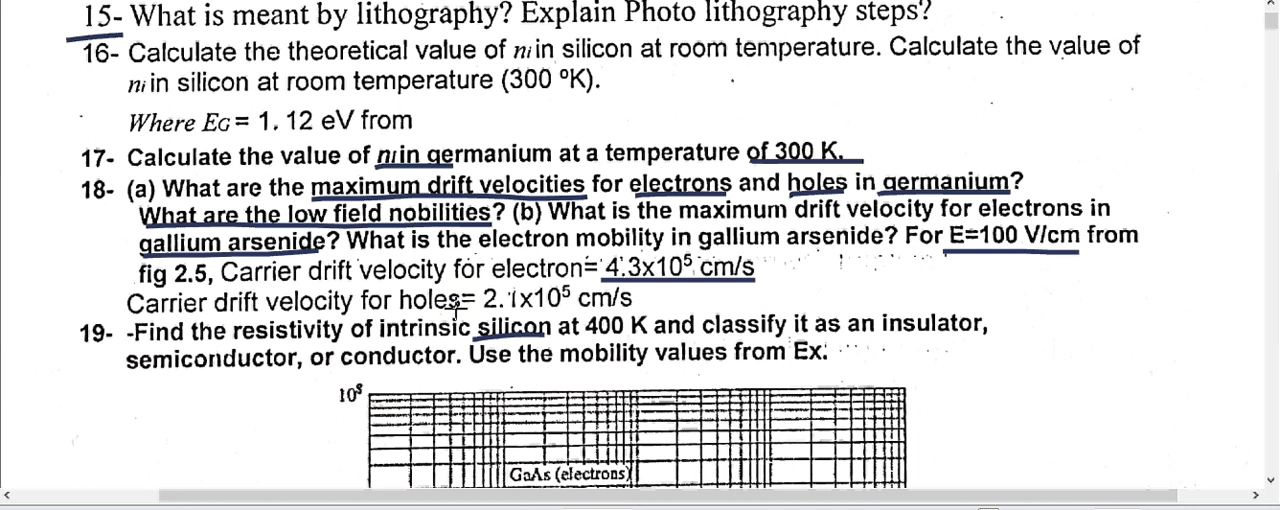 15- What is meant by lithography? Explain Photo lithography steps?
16- Calculate the theoretical value of ni in silicon at room temperature. Calculate the value of
ni in silicon at room temperature (300 ºK).
Where EG = 1.12 eV from
17- Calculate the value of ni in germanium at a temperature of 300 K.
18- (a) What are the maximum drift velocities for electrons and holes in germanium?
What are the low field nobilities? (b) What is the maximum drift velocity for electrons in
gallium arsenide? What is the electron mobility in gallium arsenide? For E=100 V/cm from
fig 2.5, Carrier drift velocity for electron= 4.3x10⁵ cm/s
Carrier drift velocity for holes= 2.1x10⁵ cm/s
19- -Find the resistivity of intrinsic silicon at 400 K and classify it as an insulator,
semiconductor, or conductor. Use the mobility values from Ex:
10⁸
GaAs (electrons)